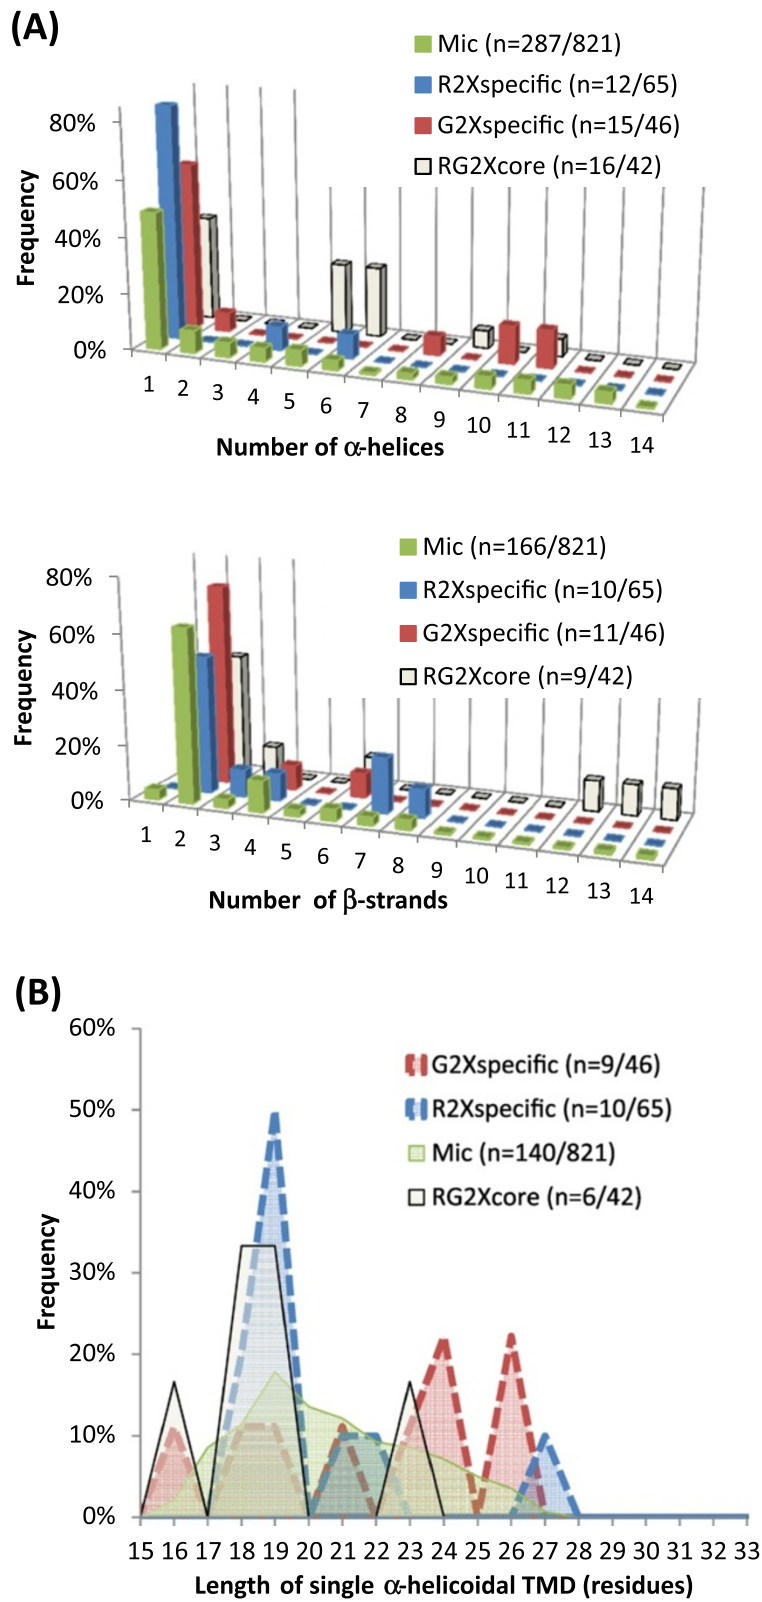 (A)
Mic (n=287/821)
R2Xspecific (n=12/65)
G2Xspecific (n=15/46)
RG2Xcore (n=16/42)
Frequency
80%
60%
40%
20%
0%
1 2 3 4 5 6 7 8 9 10 11 12 13 14
Number of α-helices
Mic (n=166/821)
R2Xspecific (n=10/65)
G2Xspecific (n=11/46)
RG2Xcore (n=9/42)
Frequency
80%
60%
40%
20%
0%
1 2 3 4 5 6 7 8 9 10 11 12 13 14
Number of β-strands
(B)
60%
50%
40%
30%
20%
10%
0%
Frequency
G2Xspecific (n=9/46)
R2Xspecific (n=10/65)
Mic (n=140/821)
RG2Xcore (n=6/42)
15 16 17 18 19 20 21 22 23 24 25 26 27 28 29 30 31 32 33
Length of single α-helicoidal TMD (residues)